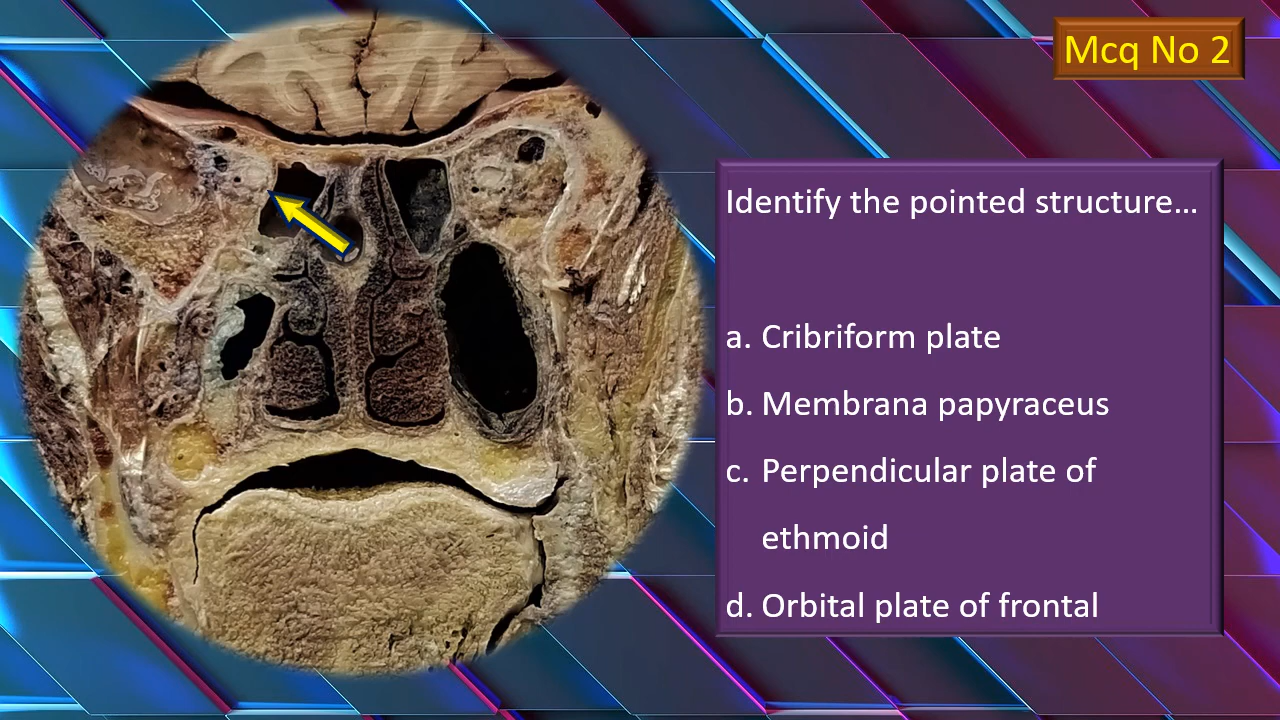 Mcq No 2
Identify the pointed structure...
a. Cribriform plate
b. Membrana papyraceus
c. Perpendicular plate of
ethmoid
d. Orbital plate of frontal